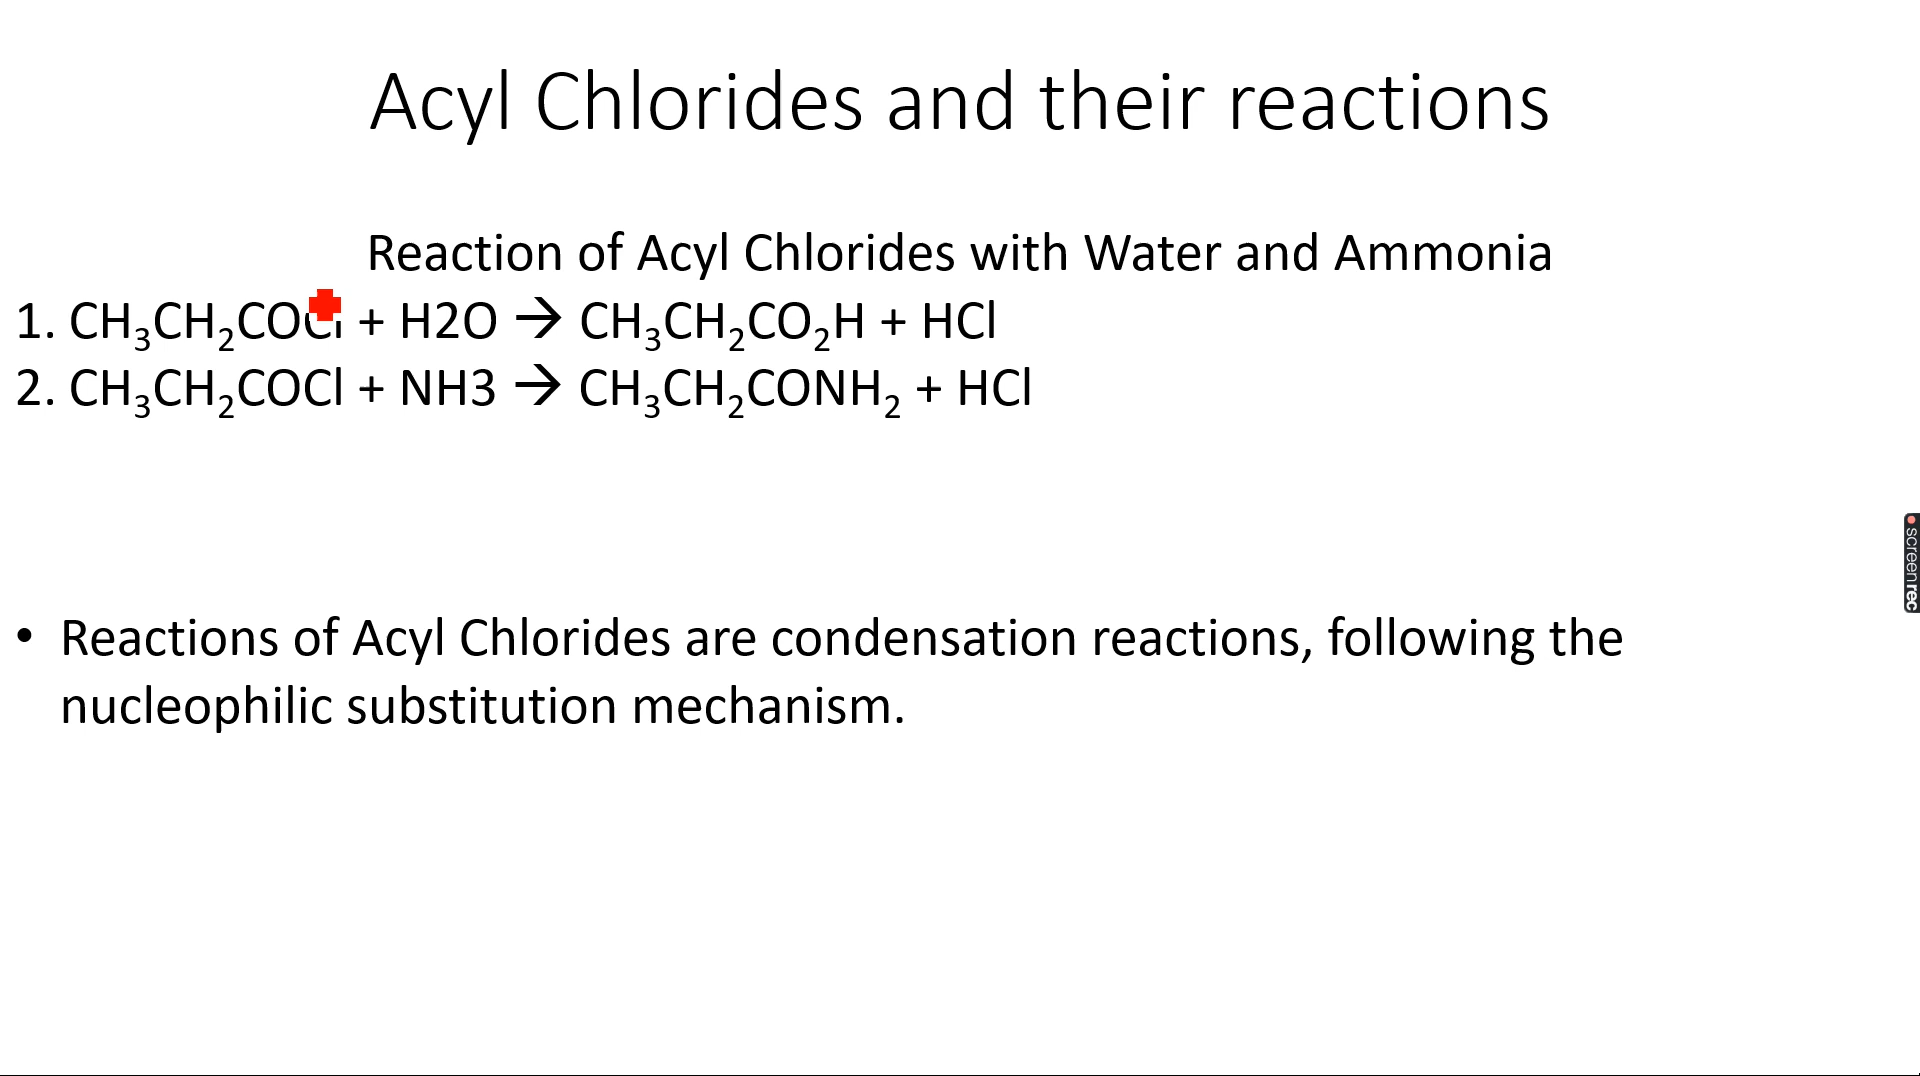 Acyl Chlorides and their reactions
Reaction of Acyl Chlorides with Water and Ammonia
1. CH₃CH₂COCl + H2O → CH₃CH₂CO₂H + HCl
2. CH₃CH₂COCl + NH3 → CH₃CH₂CONH₂ + HCl
screenrec
• Reactions of Acyl Chlorides are condensation reactions, following the
nucleophilic substitution mechanism.